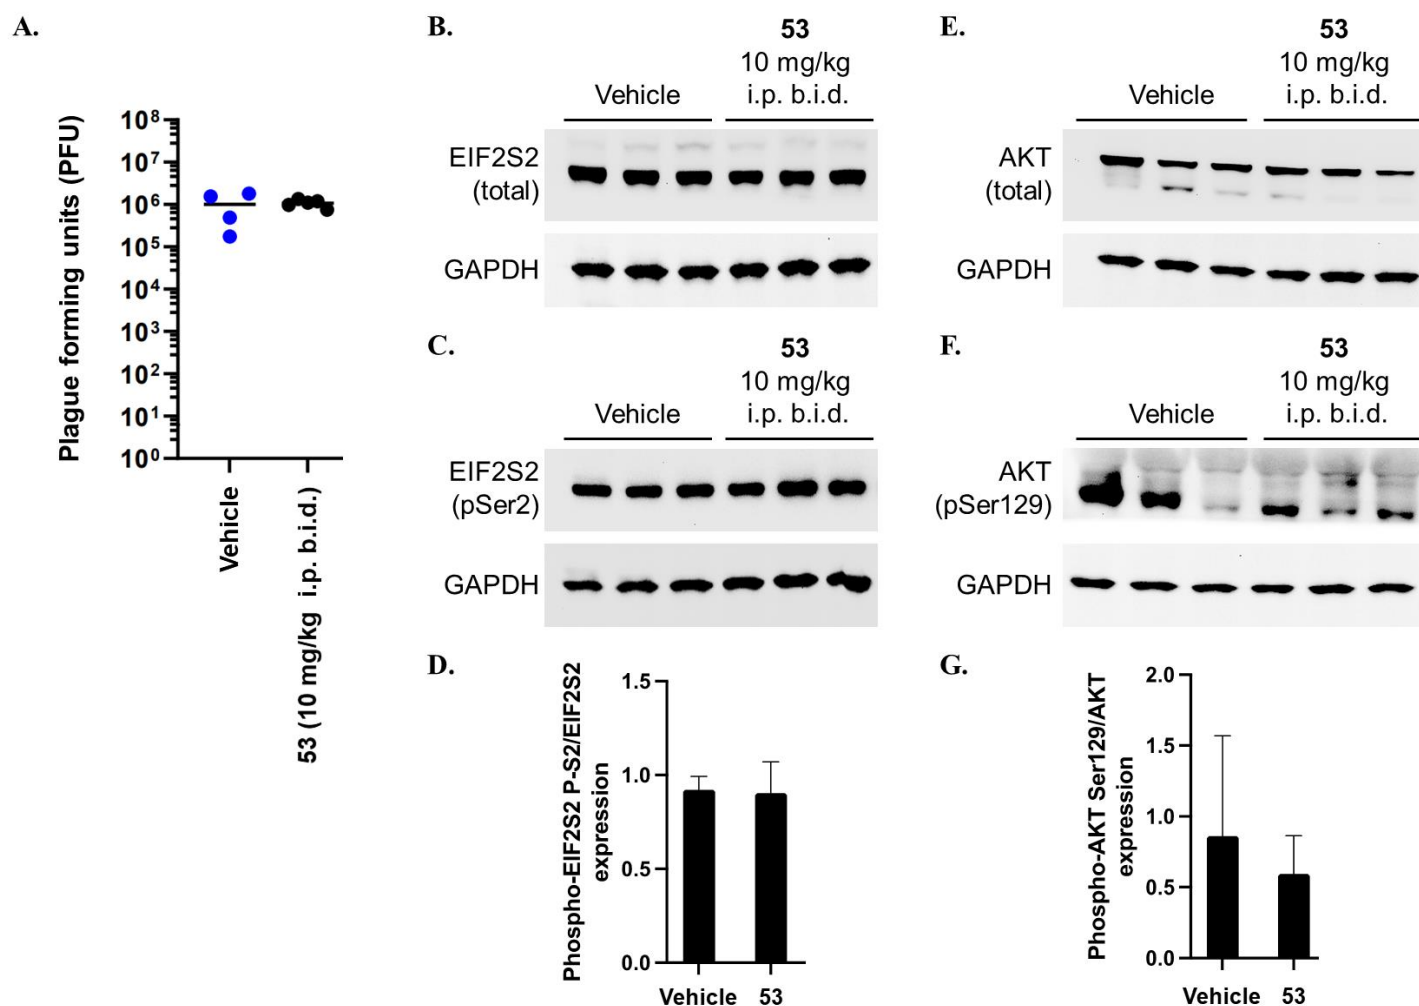 A.
Plague forming units (PFU)
10⁸
10⁷
10⁶
10⁵
10⁴
10³
10²
10¹
10⁰
Vehicle
53 (10 mg/kg i.p. b.i.d.)
B.
53
10 mg/kg
Vehicle
i.p. b.i.d.
EIF2S2
(total)
GAPDH
C.
53
10 mg/kg
Vehicle
i.p. b.i.d.
EIF2S2
(pSer2)
GAPDH
D.
Phospho-EIF2S2 P-S2/EIF2S2
expression
1.5
1.0
0.5
0.0
Vehicle
53
E.
53
10 mg/kg
Vehicle
i.p. b.i.d.
AKT
(total)
GAPDH
F.
53
10 mg/kg
Vehicle
i.p. b.i.d.
AKT
(pSer129)
GAPDH
G.
Phospho-AKT Ser129/AKT
expression
2.0
1.5
1.0
0.5
0.0
Vehicle
53